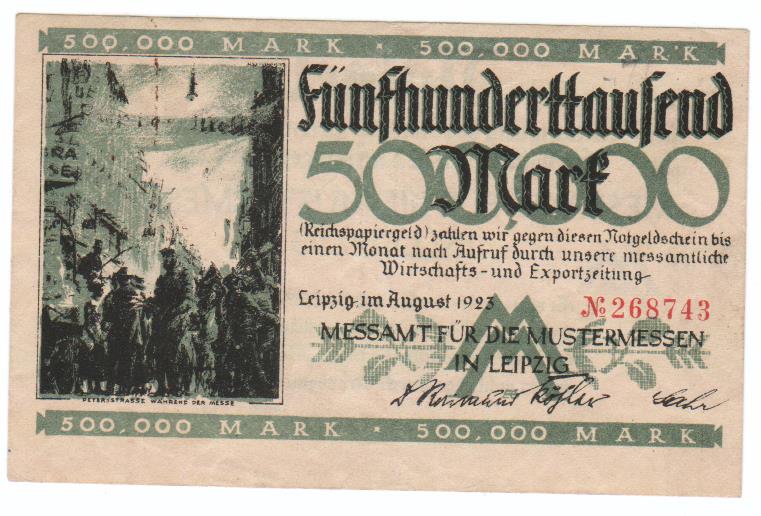 500,000 MARK · 500,000 MARK
Fünfhunderttausend
500,000
Mark
(Reichspapiergeld) zahlen wir gegen diesen Notgeldschein bis
einen Monat nach Aufruf durch unsere messamtliche
Wirtschafts- und Exportzeitung
Leipzig, im August 1923
№ 268743
MESSAMT FÜR DIE MUSTERMESSEN
IN LEIPZIG
PETERSTRASSE WÄHREND DER MESSE
500,000 MARK · 500,000 MARK